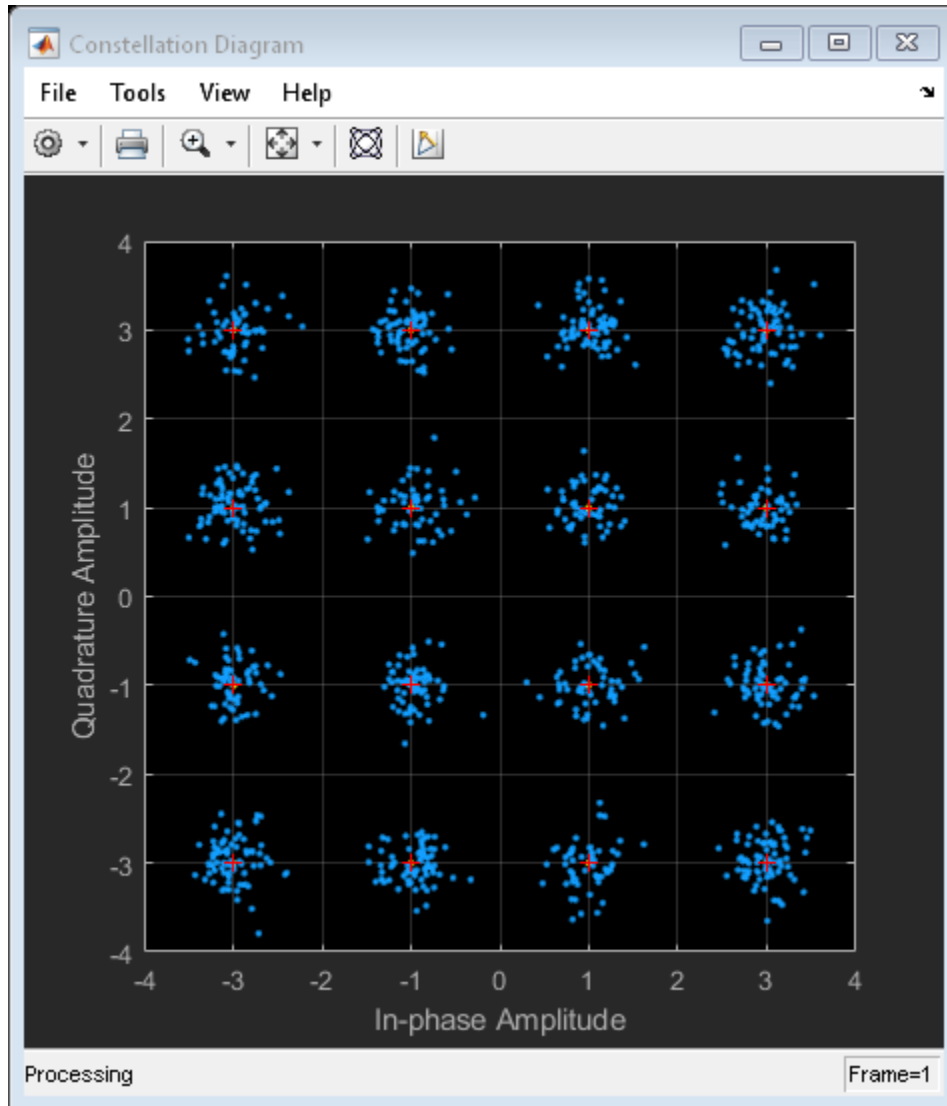 Constellation Diagram
File Tools View Help
4
3
2
1
0
-1
-2
-3
-4
Quadrature Amplitude
-4 -3 -2 -1 0 1 2 3 4
In-phase Amplitude
Processing Frame=1